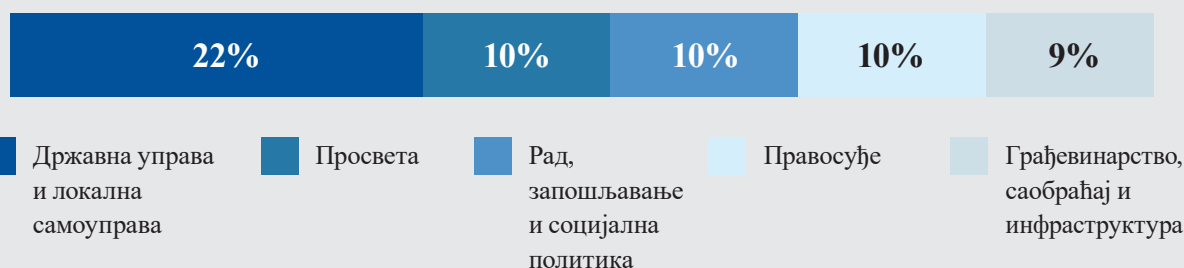 22%
10%
10%
10%
9%
Државна управа
и локална
самоуправа
Просвета
Рад,
запошљавање
и социјална
политика
Правосуђе
Грађевинарство,
саобраћај и
инфраструктура